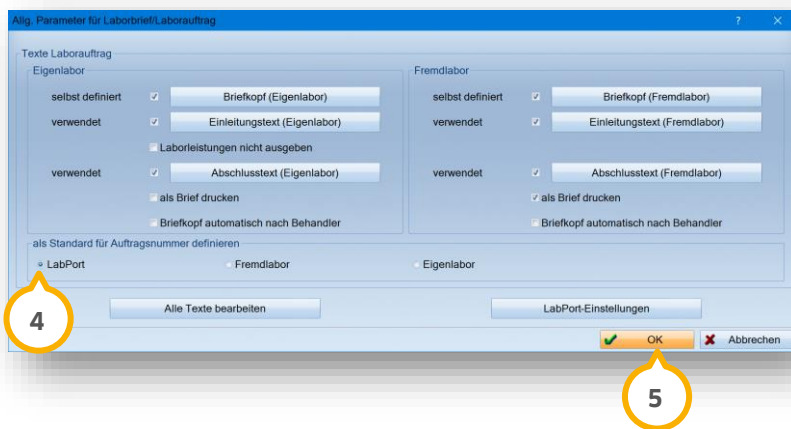 Allg. Parameter für Laborbrief/Laborauftrag
Texte Laborauftrag
Eigenlabor
selbst definiert Briefkopf (Eigenlabor)
verwendet Einleitungstext (Eigenlabor)
Laborleistungen nicht ausgeben
verwendet Abschlusstext (Eigenlabor)
als Brief drucken
Briefkopf automatisch nach Behandler
Fremdlabor
selbst definiert Briefkopf (Fremdlabor)
verwendet Einleitungstext (Fremdlabor)
verwendet Abschlusstext (Fremdlabor)
als Brief drucken
Briefkopf automatisch nach Behandler
als Standard für Auftragsnummer definieren
LabPort Fremdlabor Eigenlabor
4
Alle Texte bearbeiten LabPort-Einstellungen
OK Abbrechen
5